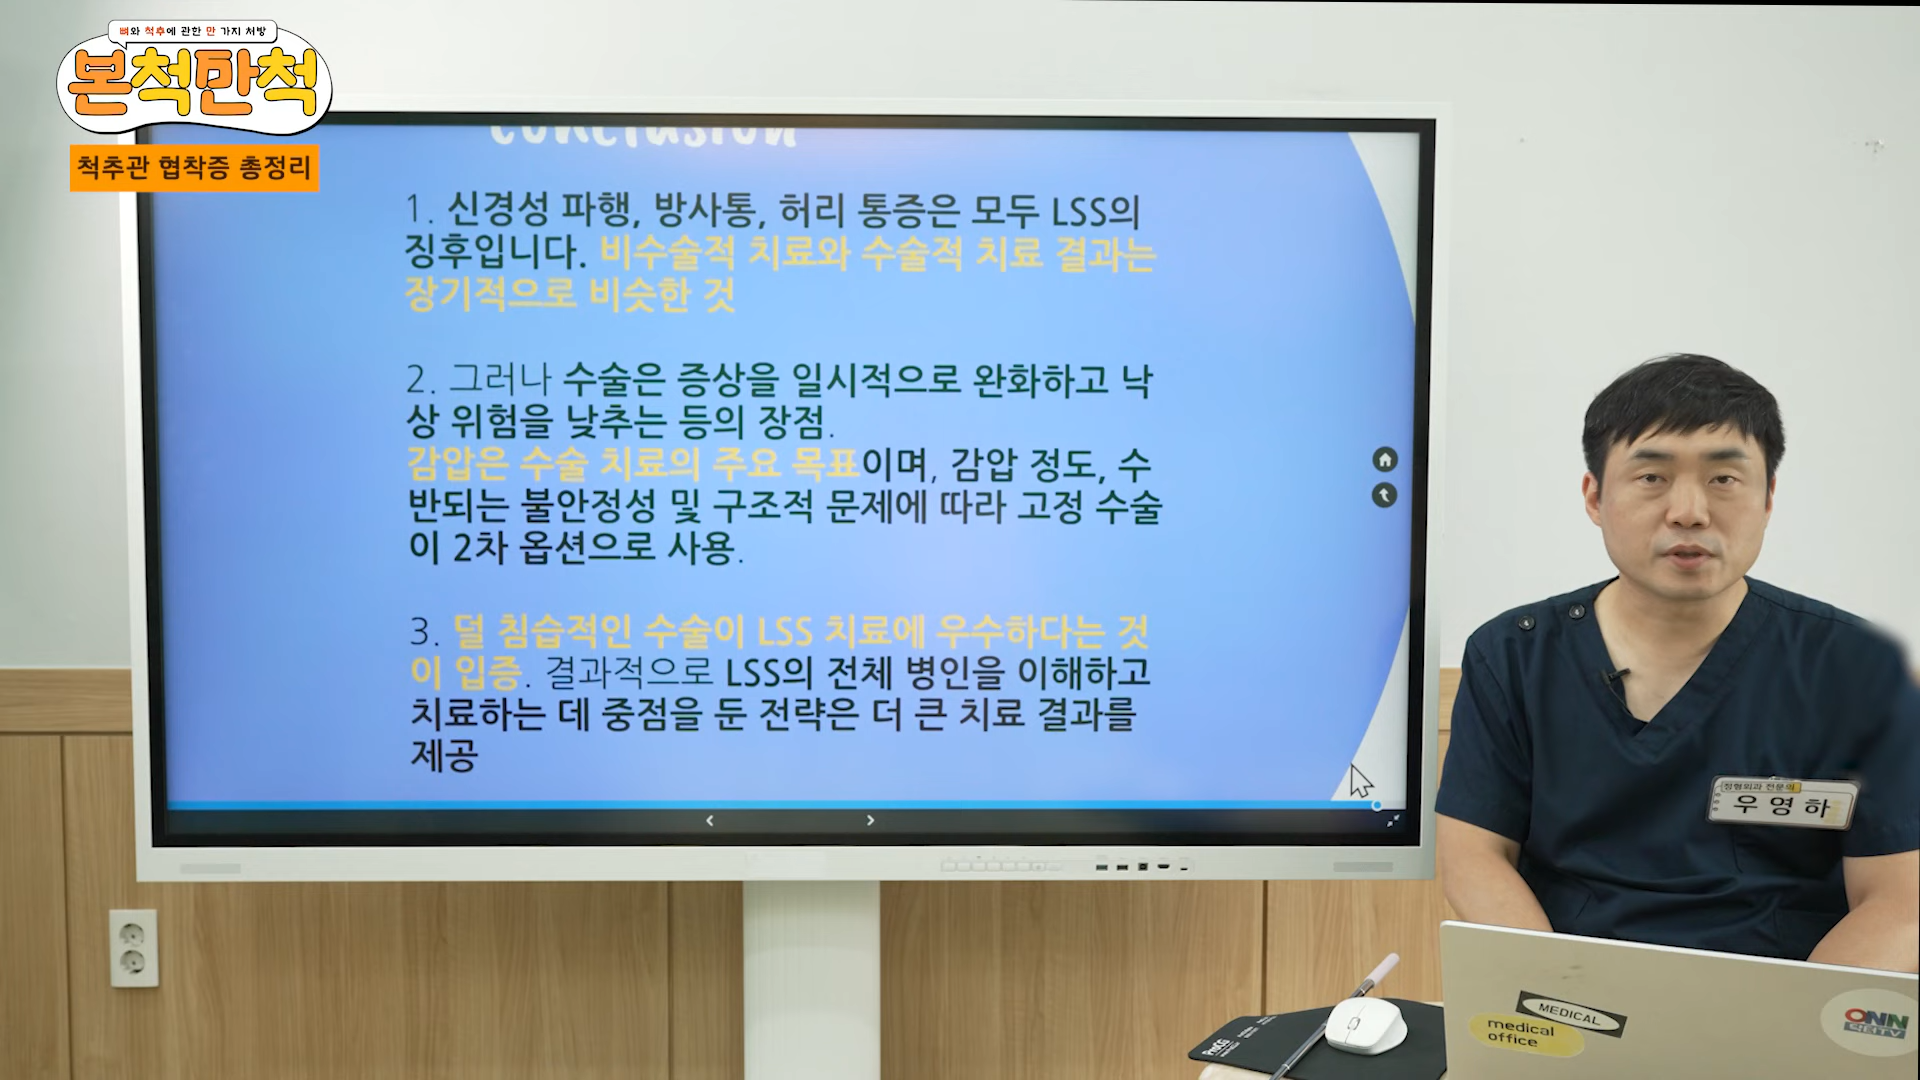 뼈와 척추에 관한 만 가지 처방
본척만척
척추관 협착증 총정리
conclusion
1. 신경성 파행, 방사통, 허리 통증은 모두 LSS의
징후입니다. 비수술적 치료와 수술적 치료 결과는
장기적으로 비슷한 것
2. 그러나 수술은 증상을 일시적으로 완화하고 낙
상 위험을 낮추는 등의 장점.
감압은 수술 치료의 주요 목표이며, 감압 정도, 수
반되는 불안정성 및 구조적 문제에 따라 고정 수술
이 2차 옵션으로 사용.
3. 덜 침습적인 수술이 LSS 치료에 우수하다는 것
이 입증. 결과적으로 LSS의 전체 병인을 이해하고
치료하는 데 중점을 둔 전략은 더 큰 치료 결과를
제공
정형외과 전문의
우영하
MEDICAL
medical
office
ONN
닥터TV
ProCG